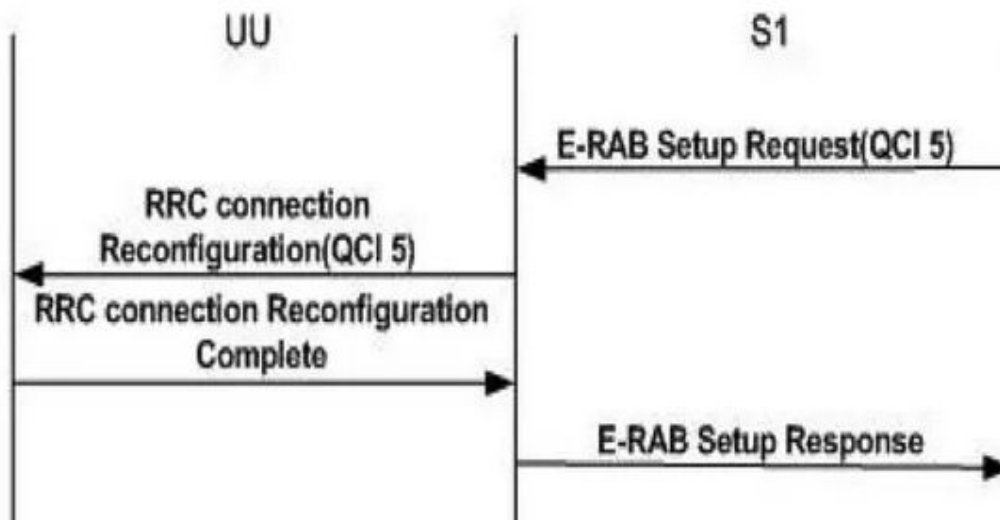 UU
S1
E-RAB Setup Request(QCI 5)
RRC connection
Reconfiguration(QCI 5)
RRC connection Reconfiguration
Complete
E-RAB Setup Response